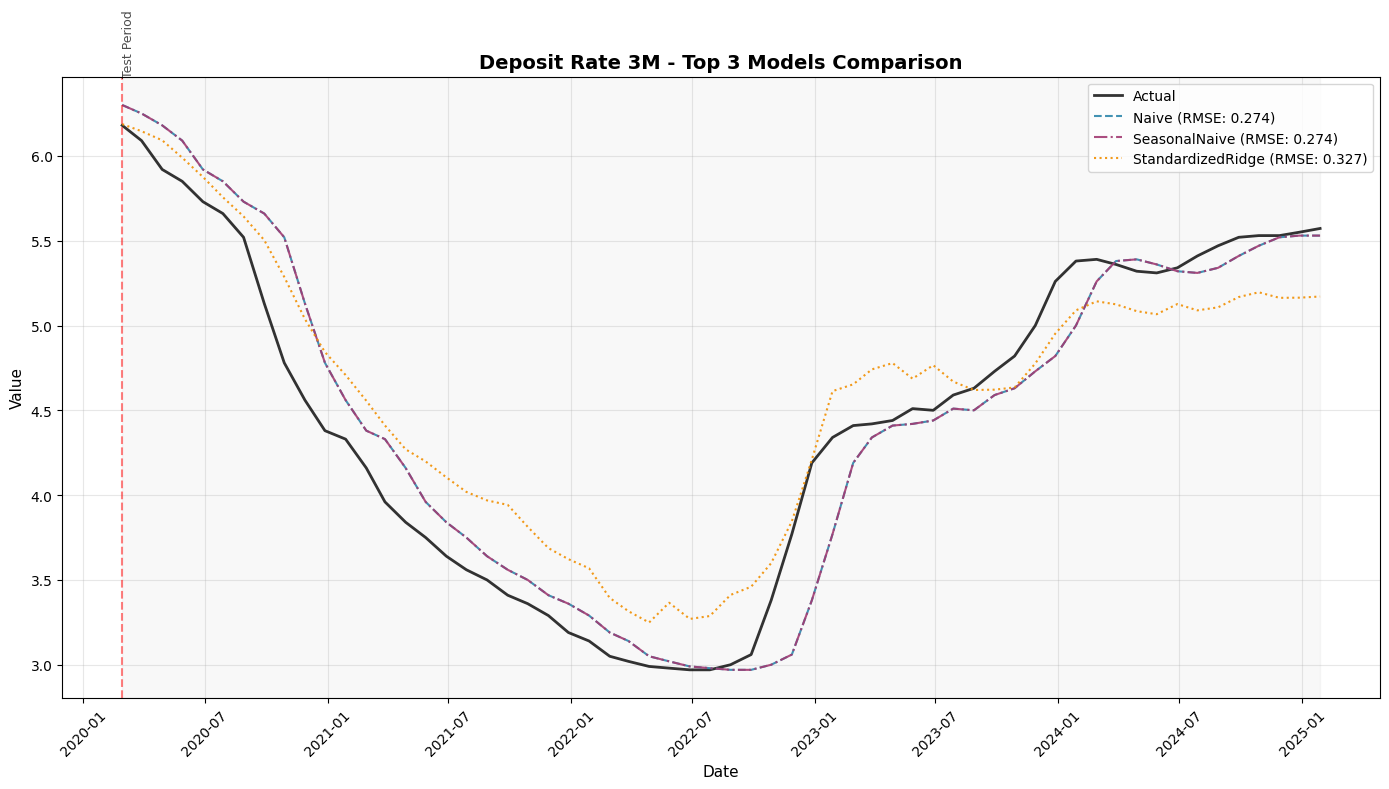 Test Period
Deposit Rate 3M - Top 3 Models Comparison
Actual
Naive (RMSE: 0.274)
SeasonalNaive (RMSE: 0.274)
StandardizedRidge (RMSE: 0.327)
Value
6.0
5.5
5.0
4.5
4.0
3.5
3.0
2020-01
2020-07
2021-01
2021-07
2022-01
2022-07
2023-01
2023-07
2024-01
2024-07
2025-01
Date